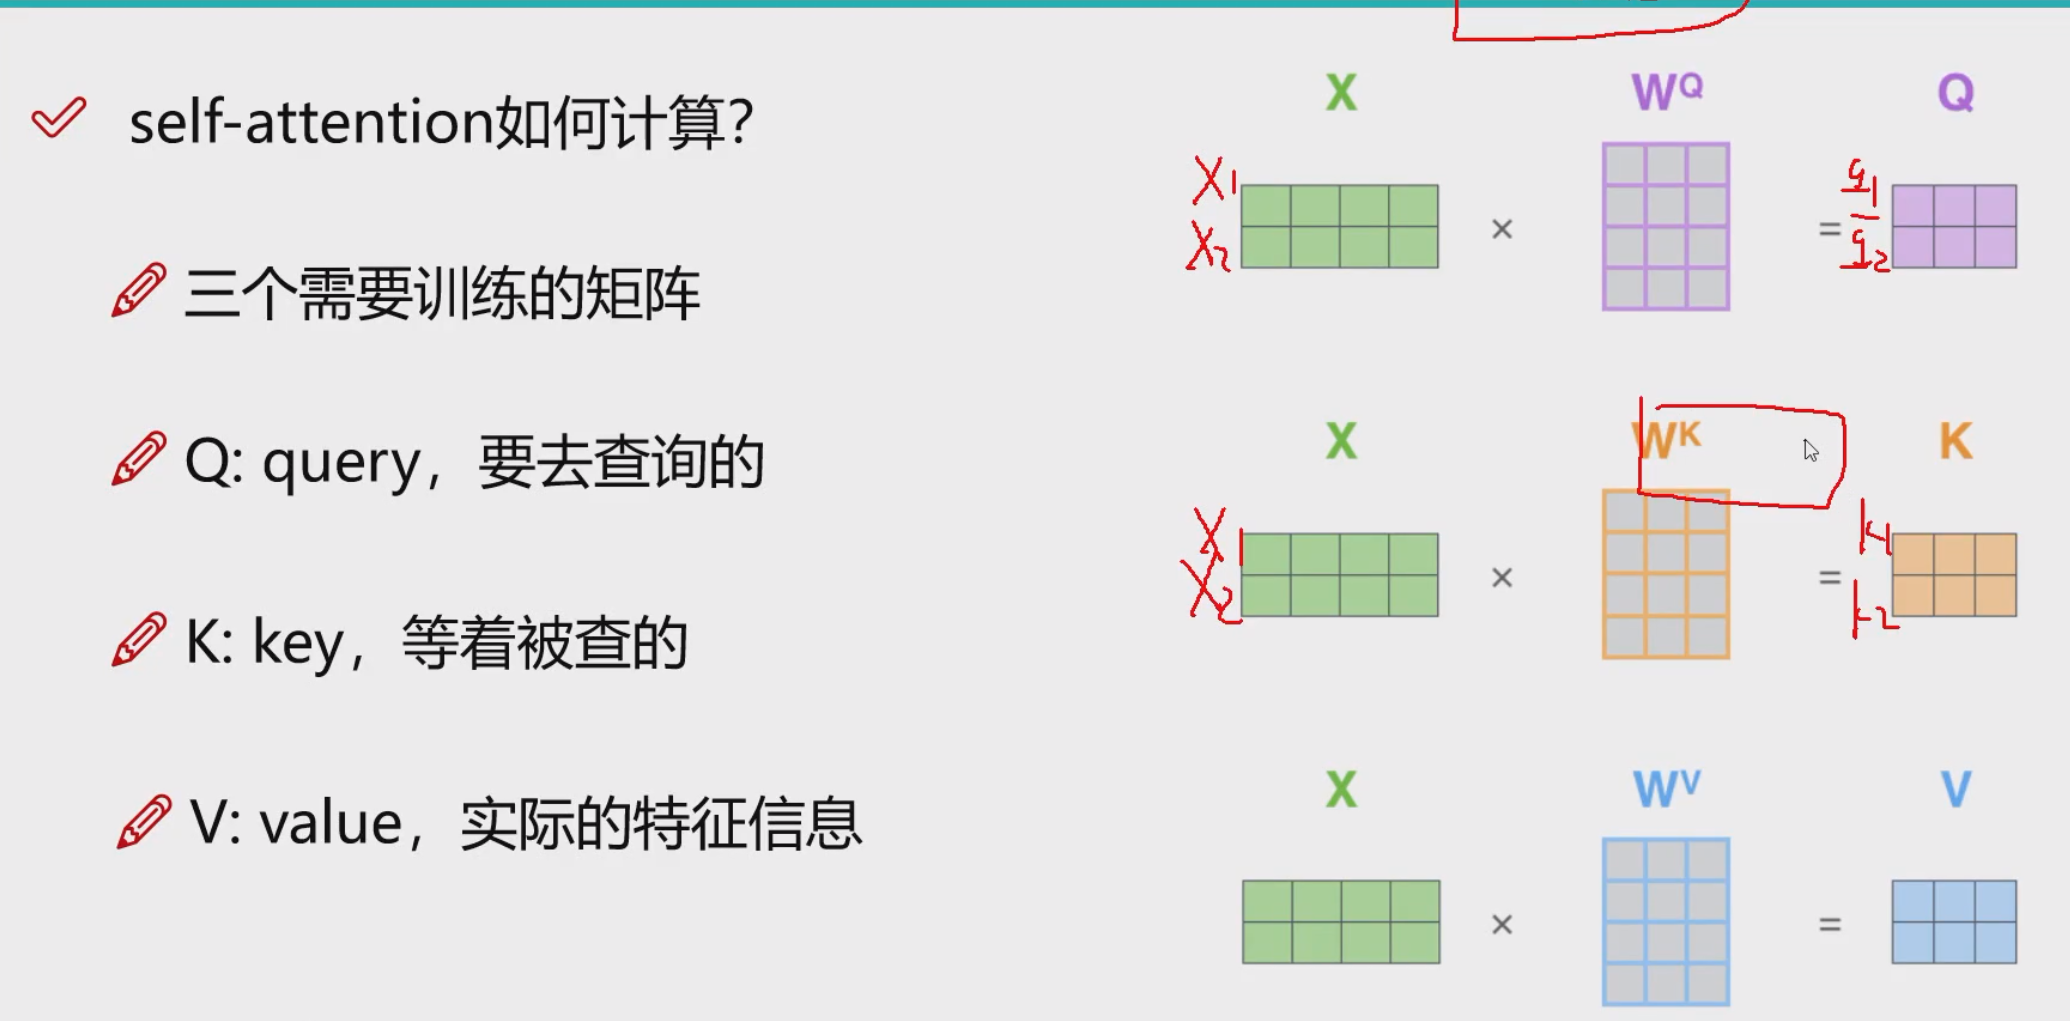 self-attention如何计算?
三个需要训练的矩阵
Q: query，要去查询的
K: key，等着被查的
V: value，实际的特征信息
X W^Q Q
X1
X2
× =
q1
q2
X W^K K
X1
X2
× =
k1
k2
X W^V V
× =